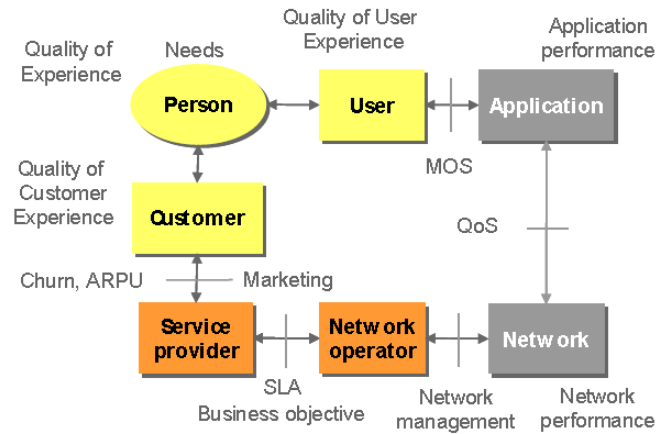 Quality of User
Experience
Application
performance
Quality of
Experience
Needs
Person
User
Application
MOS
Quality of
Customer
Experience
Customer
QoS
Churn, ARPU
Marketing
Service
provider
Network
operator
Network
SLA
Business objective
Network
management
Network
performance